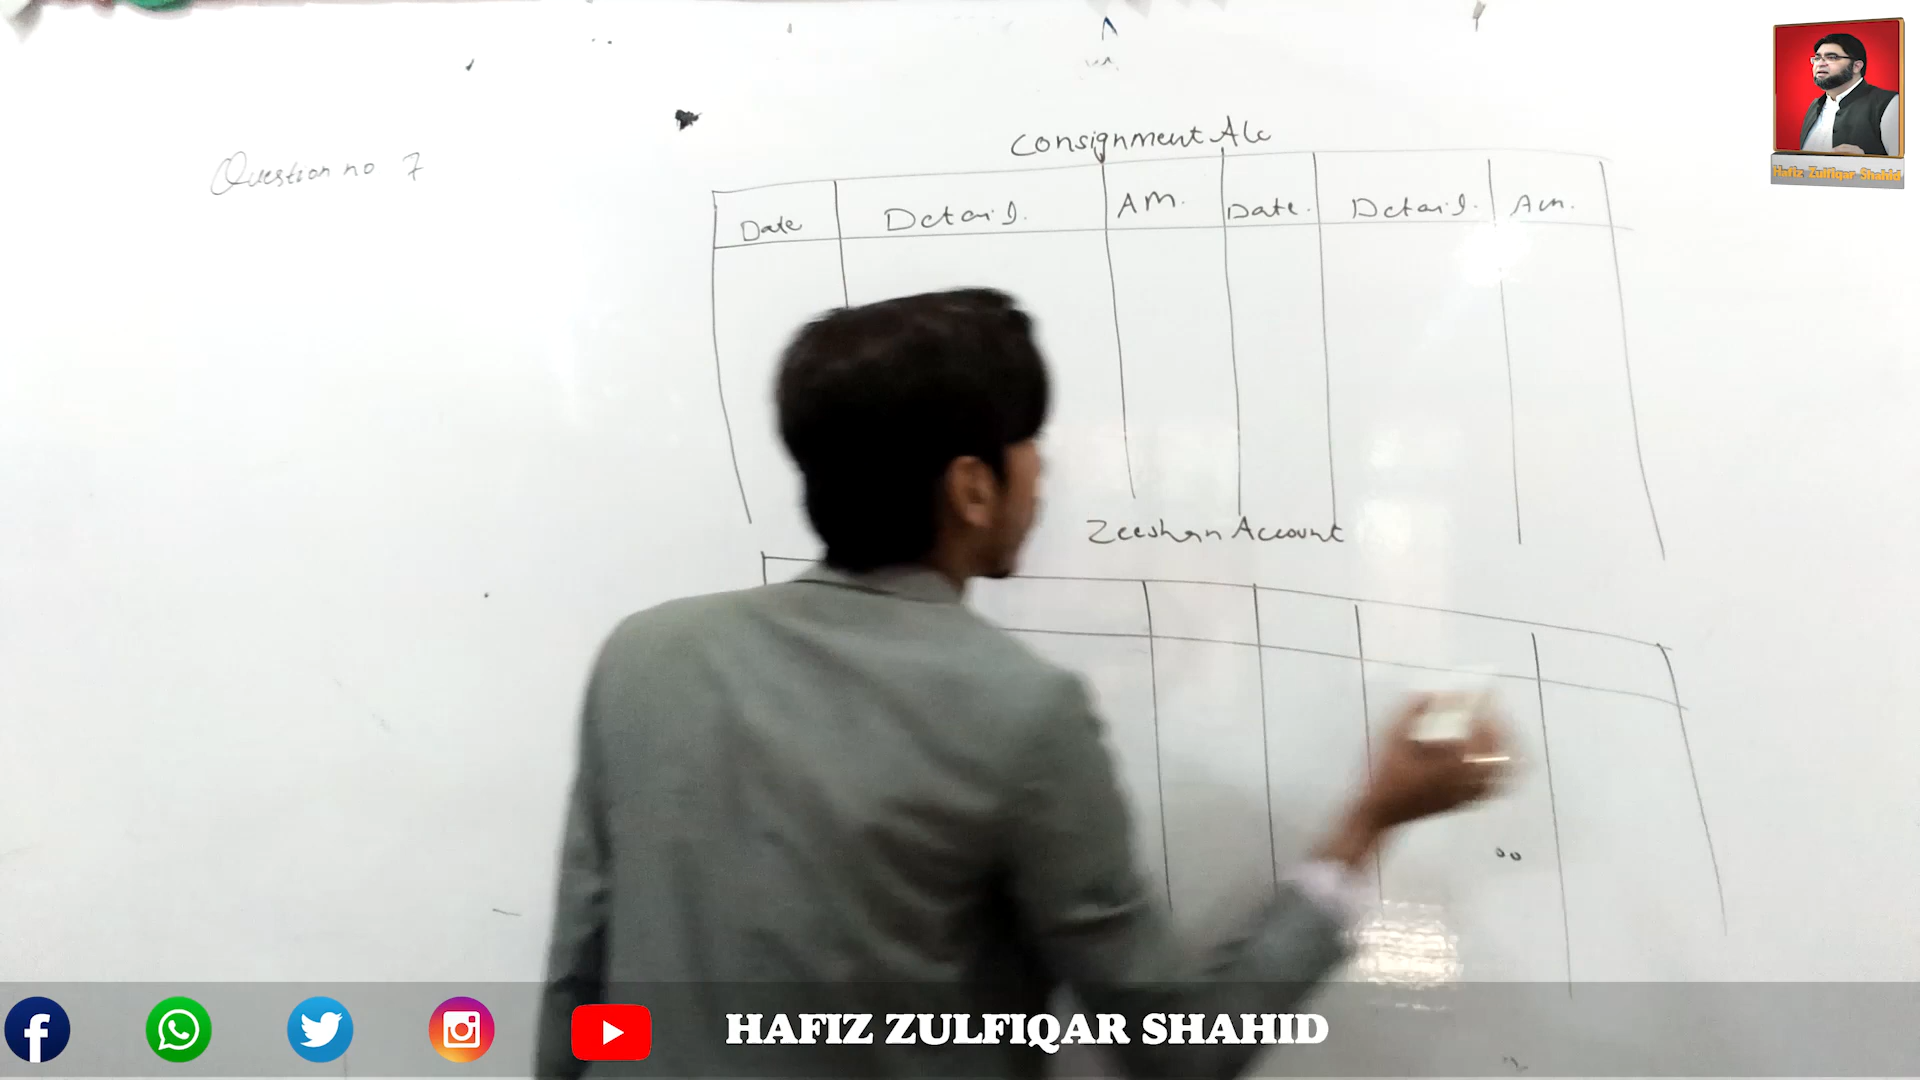 Question no 7
Consignment A/c
Date Detail. AM. Date. Detail. Am.
Zeeshan Account
Hafiz Zulfiqar Shahid
HAFIZ ZULFIQAR SHAHID